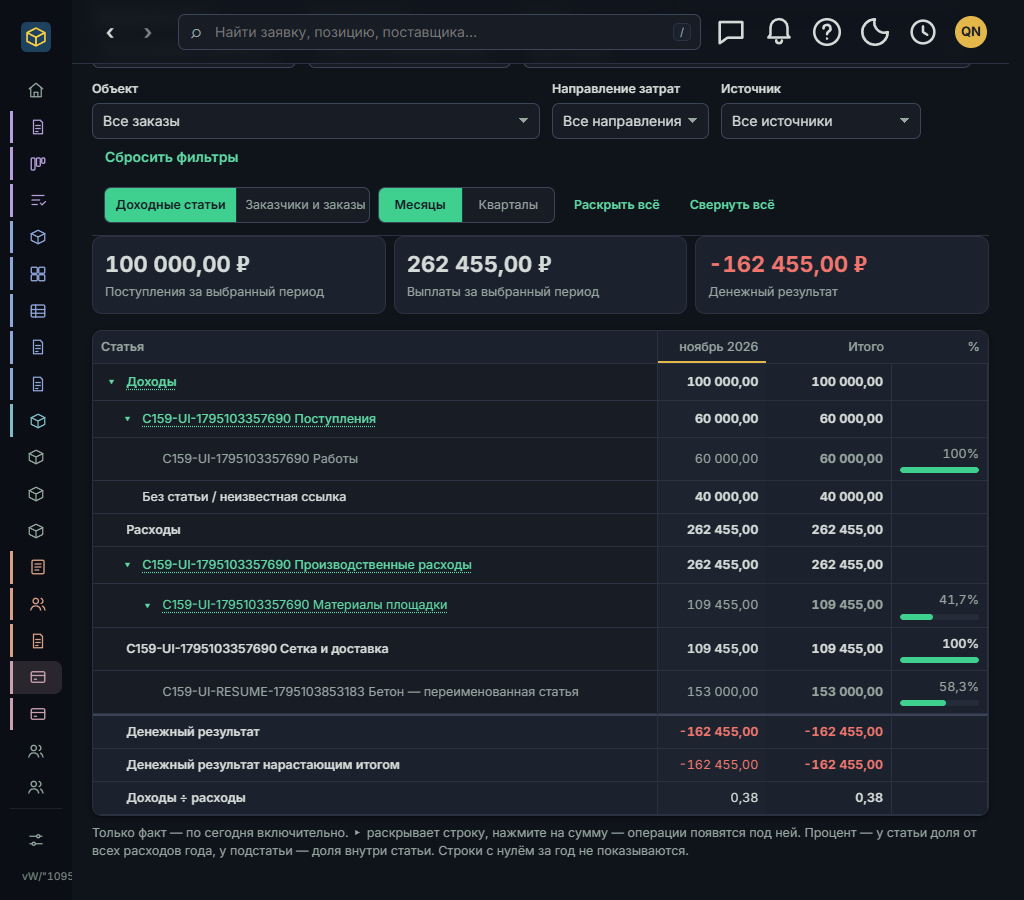 Найти заявку, позицию, поставщика...
/
QN
Объект
Направление затрат
Источник
Все заказы
Все направления
Все источники
Сбросить фильтры
Доходные статьи
Заказчики и заказы
Месяцы
Кварталы
Раскрыть всё
Свернуть всё
100 000,00 ₽
Поступления за выбранный период
262 455,00 ₽
Выплаты за выбранный период
-162 455,00 ₽
Денежный результат
Статья ноябрь 2026 Итого %
Доходы 100 000,00 100 000,00
C159-UI-1795103357690 Поступления 60 000,00 60 000,00
C159-UI-1795103357690 Работы 60 000,00 60 000,00 100%
Без статьи / неизвестная ссылка 40 000,00 40 000,00
Расходы 262 455,00 262 455,00
C159-UI-1795103357690 Производственные расходы 262 455,00 262 455,00
C159-UI-1795103357690 Материалы площадки 109 455,00 109 455,00 41,7%
C159-UI-1795103357690 Сетка и доставка 109 455,00 109 455,00 100%
C159-UI-RESUME-1795103853183 Бетон — переименованная статья 153 000,00 153 000,00 58,3%
Денежный результат -162 455,00 -162 455,00
Денежный результат нарастающим итогом -162 455,00 -162 455,00
Доходы ÷ расходы 0,38 0,38
Только факт — по сегодня включительно. ▸ раскрывает строку, нажмите на сумму — операции появятся под ней. Процент — у статьи доля от
всех расходов года, у подстатьи — доля внутри статьи. Строки с нулём за год не показываются.
vW/"1095